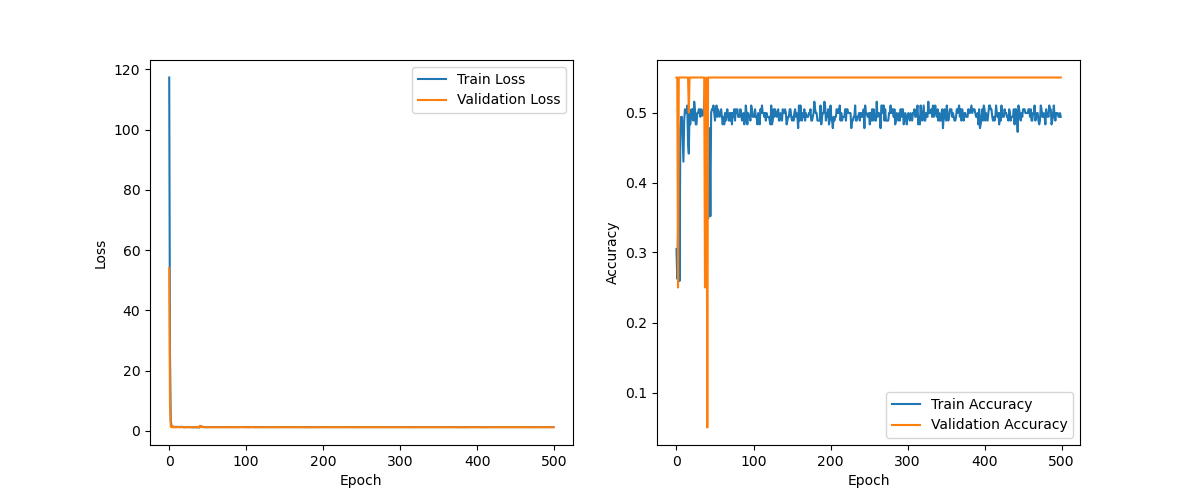 120
100
80
60
40
20
0
Loss
0 100 200 300 400 500
Epoch
Train Loss
Validation Loss
0.5
0.4
0.3
0.2
0.1
Accuracy
0 100 200 300 400 500
Epoch
Train Accuracy
Validation Accuracy